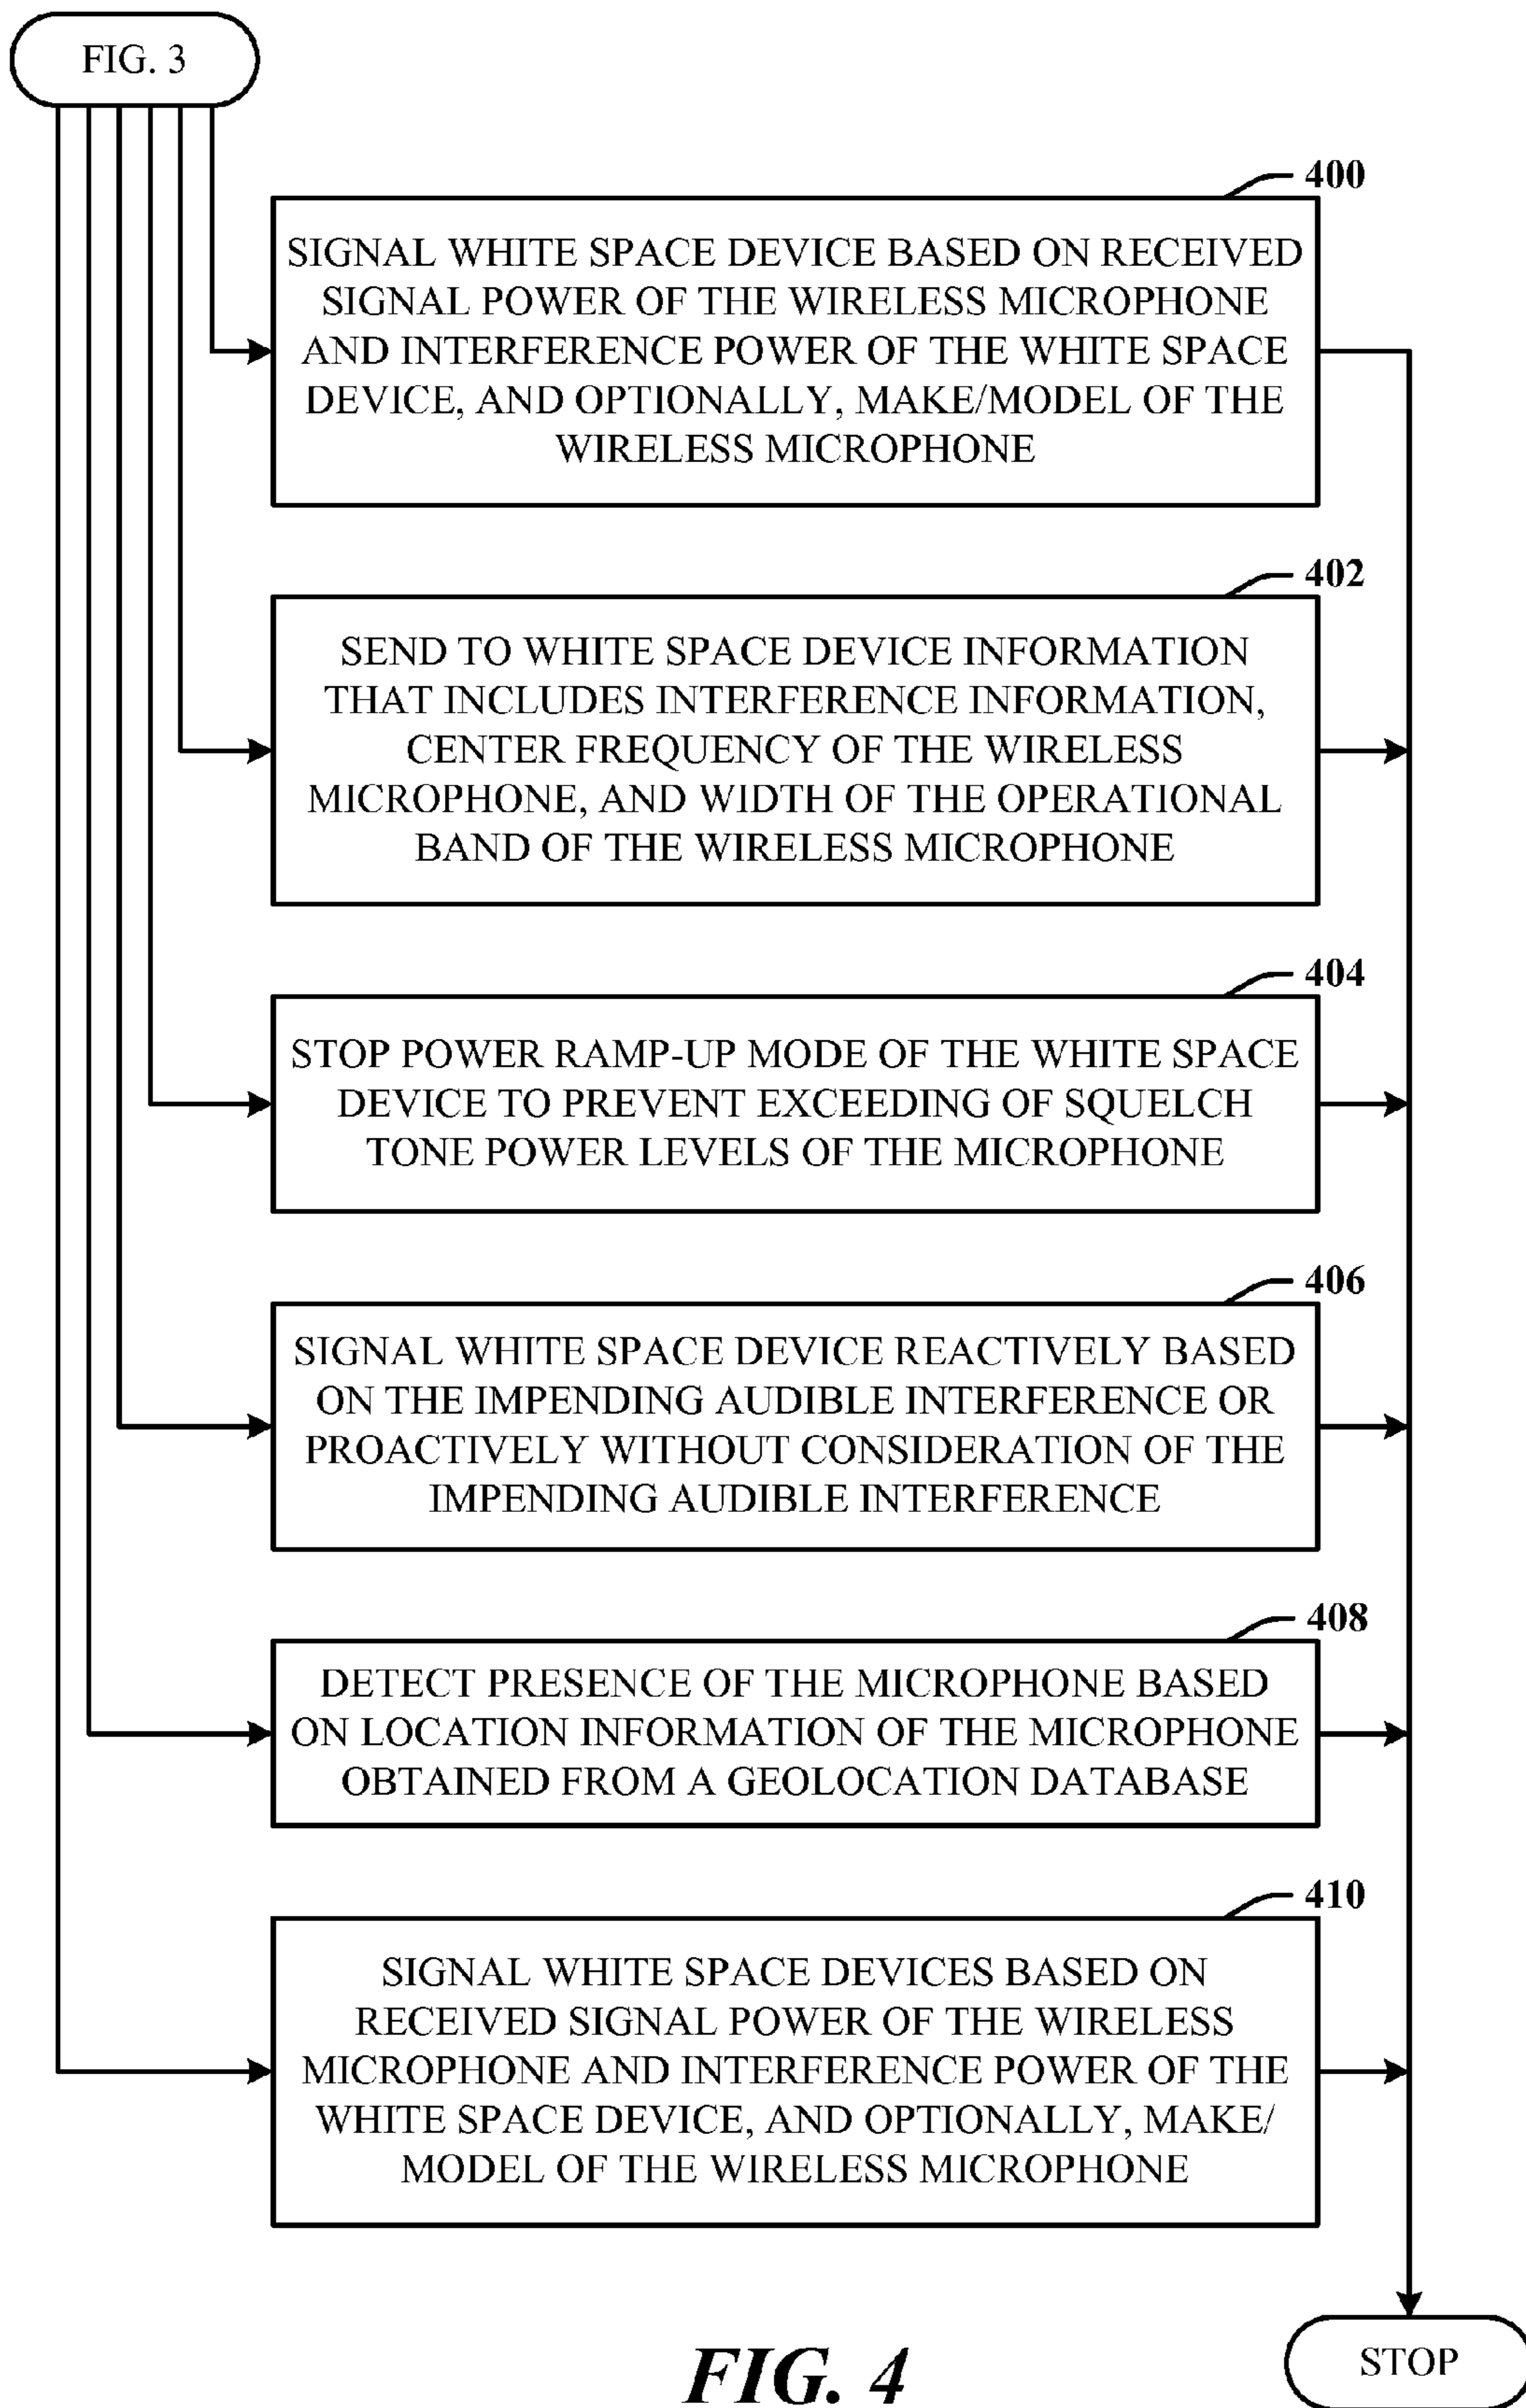 FIG. 3
400
SIGNAL WHITE SPACE DEVICE BASED ON RECEIVED
SIGNAL POWER OF THE WIRELESS MICROPHONE
AND INTERFERENCE POWER OF THE WHITE SPACE
DEVICE, AND OPTIONALLY, MAKE/MODEL OF THE
WIRELESS MICROPHONE
402
SEND TO WHITE SPACE DEVICE INFORMATION
THAT INCLUDES INTERFERENCE INFORMATION,
CENTER FREQUENCY OF THE WIRELESS
MICROPHONE, AND WIDTH OF THE OPERATIONAL
BAND OF THE WIRELESS MICROPHONE
404
STOP POWER RAMP-UP MODE OF THE WHITE SPACE
DEVICE TO PREVENT EXCEEDING OF SQUELCH
TONE POWER LEVELS OF THE MICROPHONE
406
SIGNAL WHITE SPACE DEVICE REACTIVELY BASED
ON THE IMPENDING AUDIBLE INTERFERENCE OR
PROACTIVELY WITHOUT CONSIDERATION OF THE
IMPENDING AUDIBLE INTERFERENCE
408
DETECT PRESENCE OF THE MICROPHONE BASED
ON LOCATION INFORMATION OF THE MICROPHONE
OBTAINED FROM A GEOLOCATION DATABASE
410
SIGNAL WHITE SPACE DEVICES BASED ON
RECEIVED SIGNAL POWER OF THE WIRELESS
MICROPHONE AND INTERFERENCE POWER OF THE
WHITE SPACE DEVICE, AND OPTIONALLY, MAKE/
MODEL OF THE WIRELESS MICROPHONE
STOP
FIG. 4